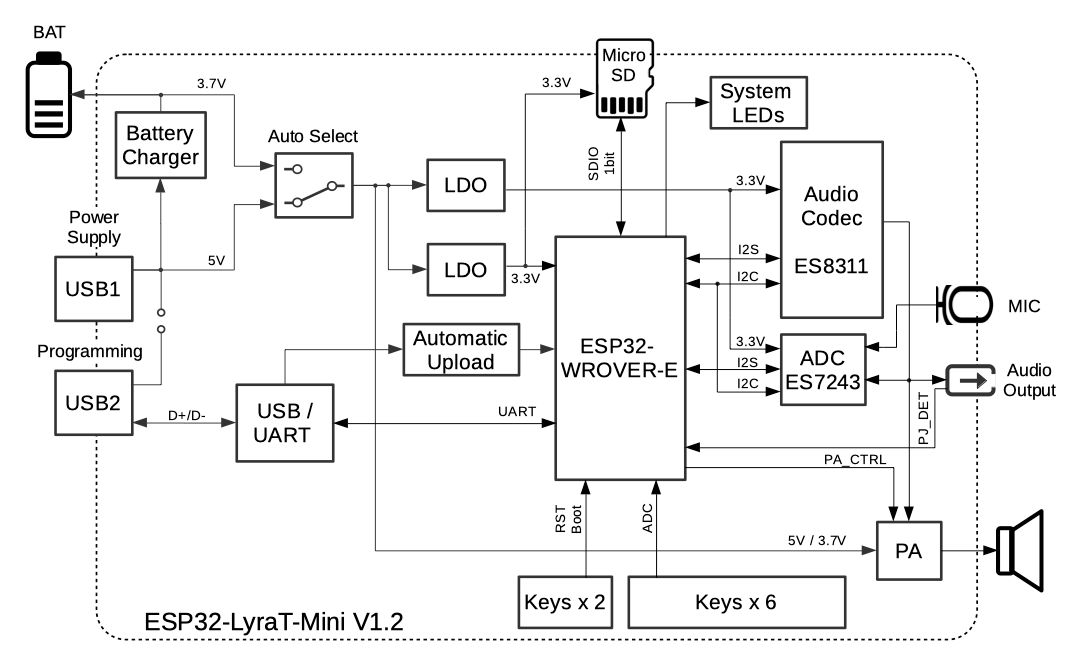 BAT
Micro
SD
3.7V
3.3V
System
LEDs
Battery
Charger
Auto Select
SDIO
1bit
LDO
3.3V
Audio
Codec
ES8311
Power
Supply
5V
LDO
3.3V
I2S
I2C
USB1
MIC
Automatic
Upload
ESP32-
WROVER-E
3.3V
I2S
I2C
ADC
ES7243
Programming
Audio
Output
USB2
D+/D-
USB /
UART
UART
PJ_DET
PA_CTRL
RST
Boot
ADC
5V / 3.7V
PA
Keys x 2
Keys x 6
ESP32-LyraT-Mini V1.2